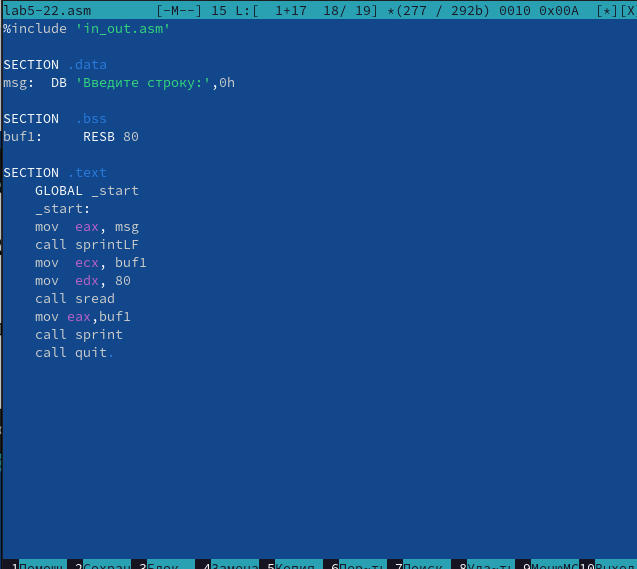 lab5-22.asm [-M--] 15 L:[ 1+17 18/ 19] *(277 / 292b) 0010 0x00A [*][X
%include 'in_out.asm'
SECTION .data
msg: DB 'Введите строку:',0h
SECTION .bss
buf1: RESB 80
SECTION .text
GLOBAL _start
_start:
mov eax, msg
call sprintLF
mov ecx, buf1
mov edx, 80
call sread
mov eax,buf1
call sprint
call quit
1Помощь 2Сохран 3Блок 4Замена 5Копия 6Пер~ть 7Поиск 8Уда~ть 9МенюMC 10Выход